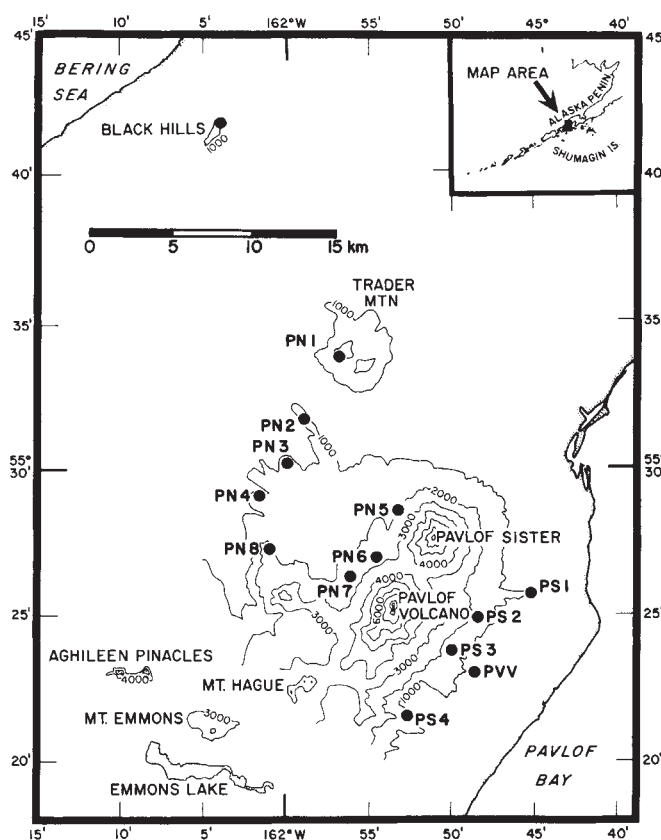 15' 10' 5' 162°W 55' 50' 45' 40'
45' 45'
BERING
SEA
MAP AREA
ALASKA PENIN
SHUMAGIN IS.
BLACK HILLS
1000
40' 40'
0 5 10 15 km
TRADER
MTN
1000
35' 35'
PN1
PN2
1000
PN3
55°
30' 55°
30'
PN4
PN5
2000
3000
PN8
PN6
PAVLOF SISTER
4000
PN7
4000
PS1
PAVLOF
VOLCANO
6000
PS2
25' 25'
3000
PS3
AGHILEEN PINACLES
4000
3000
PVV
MT. HAGUE
1000
MT. EMMONS
3000
PS4
PAVLOF
BAY
20' 20'
EMMONS LAKE
15' 10' 5' 162° 55' 50' 45' 40'